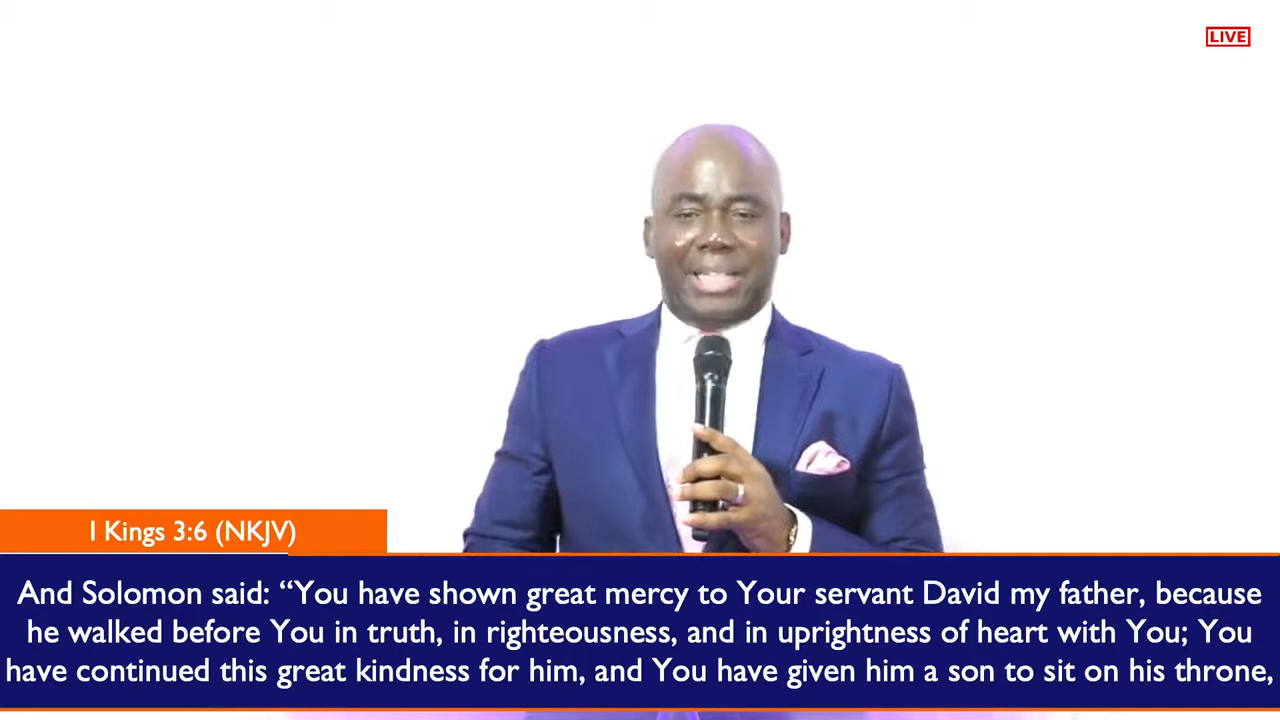 LIVE
I Kings 3:6 (NKJV)
And Solomon said: “You have shown great mercy to Your servant David my father, because
he walked before You in truth, in righteousness, and in uprightness of heart with You; You
have continued this great kindness for him, and You have given him a son to sit on his throne,